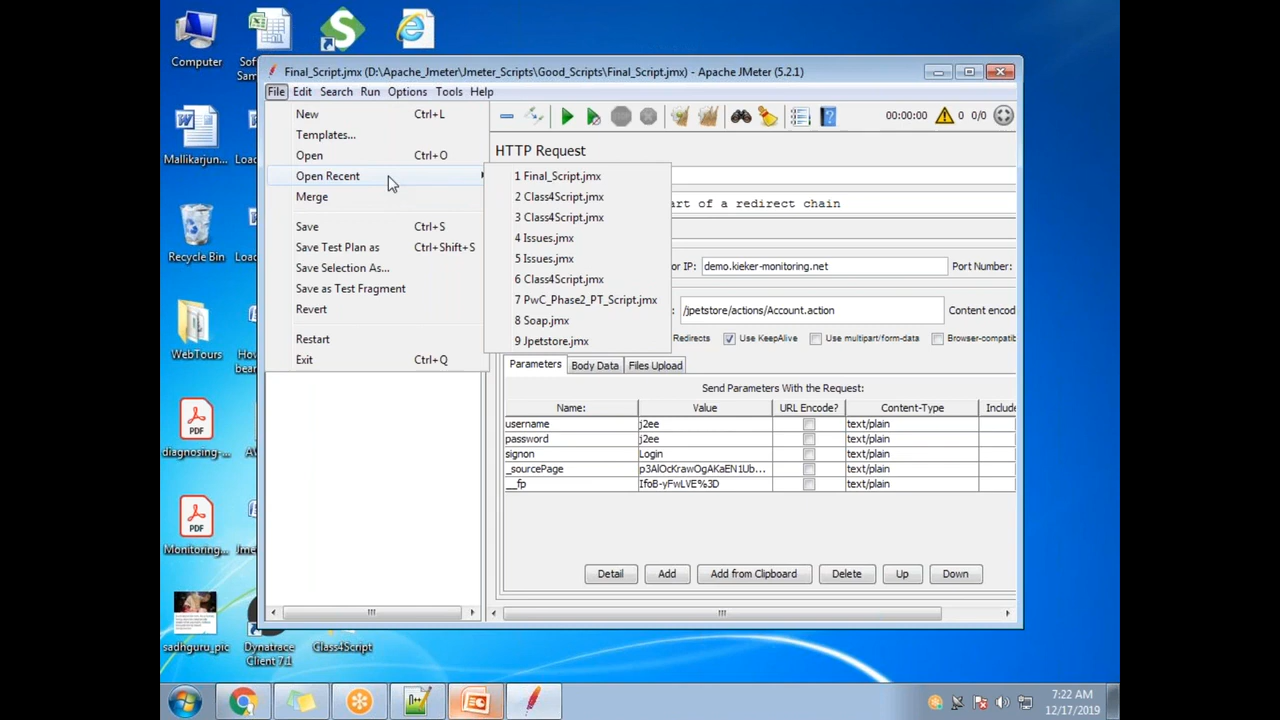 Computer
Final_Script.jmx (D:\Apache_Jmeter\Jmeter_Scripts\Good_Scripts\Final_Script.jmx) - Apache JMeter (5.2.1)
File Edit Search Run Options Tools Help
New Ctrl+L
Templates...
Open Ctrl+O
Open Recent
Merge
Save Ctrl+S
Save Test Plan as Ctrl+Shift+S
Save Selection As...
Save as Test Fragment
Revert
Restart
Exit Ctrl+Q
1 Final_Script.jmx
2 Class4Script.jmx
3 Class4Script.jmx
4 Issues.jmx
5 Issues.jmx
6 Class4Script.jmx
7 PwC_Phase2_PT_Script.jmx
8 Soap.jmx
9 Jpetstore.jmx
00:00:00 0 0/0
HTTP Request
art of a redirect chain
or IP: demo.kieker-monitoring.net Port Number:
/jpetstore/actions/Account.action Content encod
Redirects Use KeepAlive Use multipart/form-data Browser-compatib
Parameters Body Data Files Upload
Send Parameters With the Request:
Name: Value URL Encode? Content-Type Include
username j2ee text/plain
password j2ee text/plain
signon Login text/plain
_sourcePage p3AlOcKrawOgAKaEN1Ub... text/plain
__fp IfoB-yFwLVE%3D text/plain
Detail Add Add from Clipboard Delete Up Down
Mallikarjun...
Recycle Bin
WebTours
diagnosing-...
Monitoring...
sadhguru_pic
Dynatrace
Client 7.1
Class4Script
7:22 AM
12/17/2019